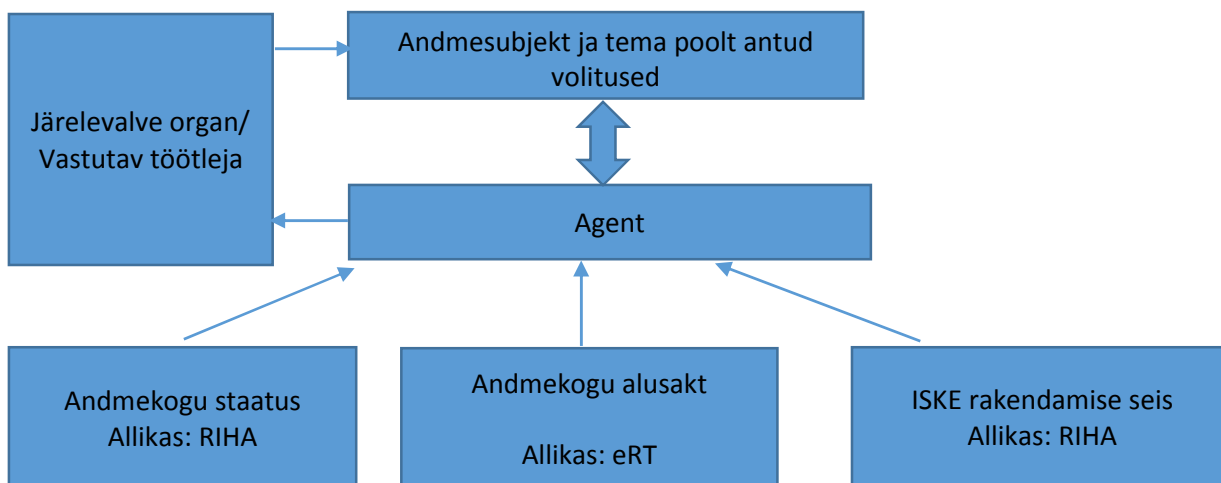 Andmesubjekt ja tema poolt antud
volitused
Järelevalve organ/
Vastutav töötleja
Agent
Andmekogu staatus
Allikas: RIHA
Andmekogu alusakt
Allikas: eRT
ISKE rakendamise seis
Allikas: RIHA